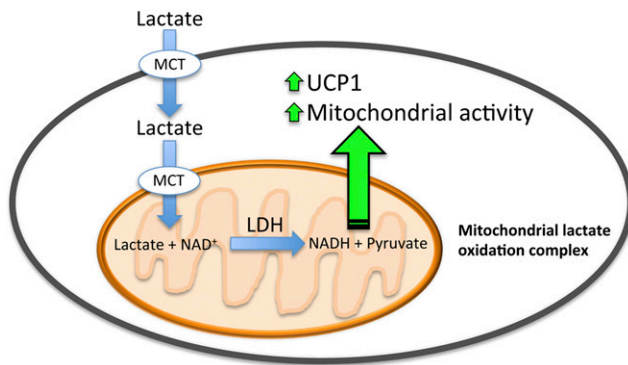 Lactate
MCT
Lactate
MCT
UCP1
Mitochondrial activity
Lactate + NAD⁺
LDH
NADH + Pyruvate
Mitochondrial lactate
oxidation complex